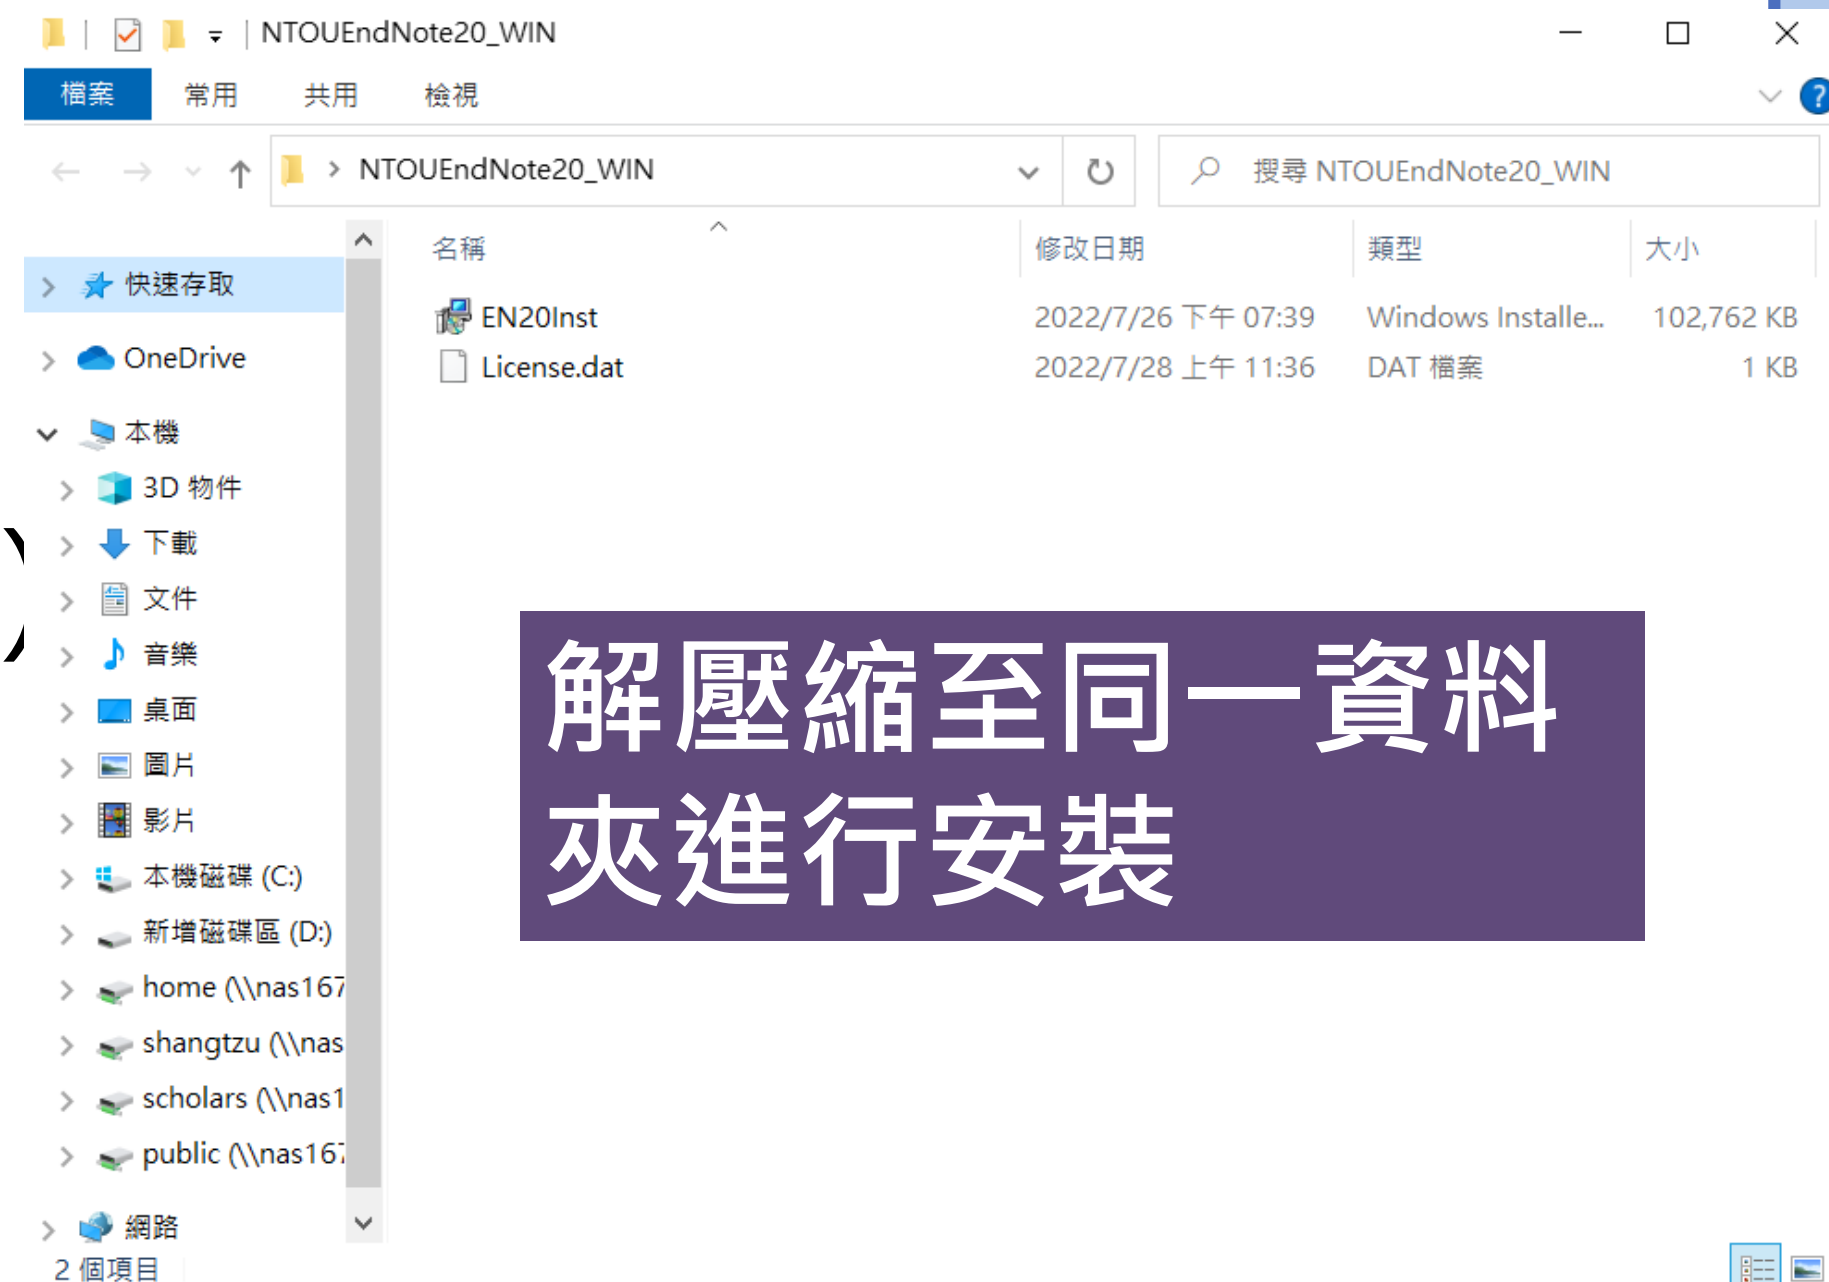 NTOUEndNote20_WIN
檔案 常用 共用 檢視
NTOUEndNote20_WIN 搜尋 NTOUEndNote20_WIN
名稱 修改日期 類型 大小
EN20Inst 2022/7/26 下午 07:39 Windows Installe... 102,762 KB
License.dat 2022/7/28 上午 11:36 DAT 檔案 1 KB
快速存取
OneDrive
本機
3D 物件
下載
文件
音樂
桌面
圖片
影片
本機磁碟 (C:)
新增磁碟區 (D:)
home (\\nas167
shangtzu (\\nas
scholars (\\nas1
public (\\nas167
網路
2 個項目
)
解壓縮至同一資料
夾進行安裝